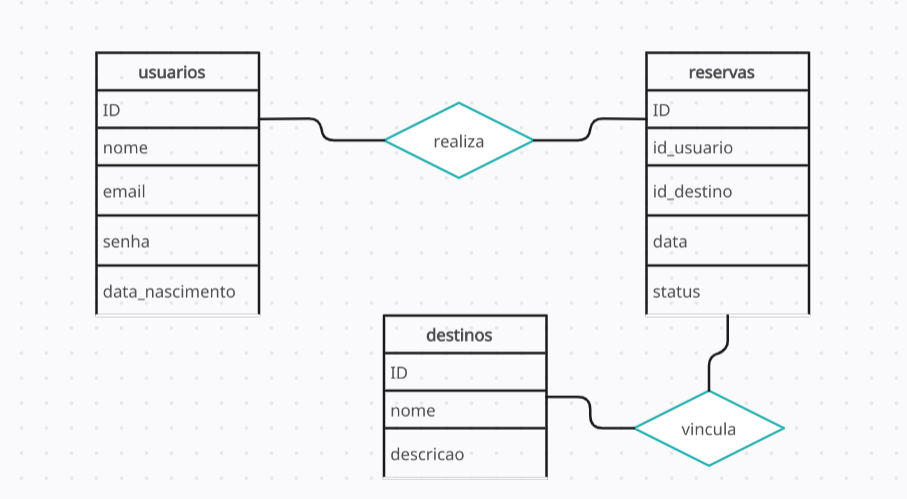 usuarios
ID
nome
email
senha
data_nascimento
realiza
reservas
ID
id_usuario
id_destino
data
status
destinos
ID
nome
descricao
vincula